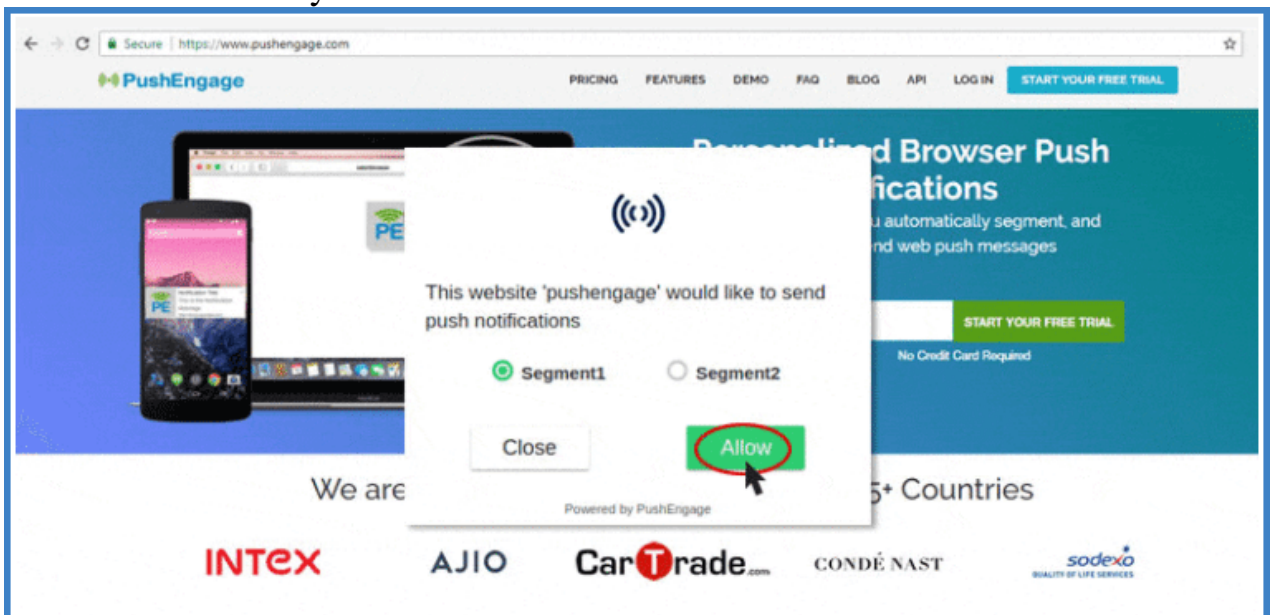 Secure | https://www.pushengage.com
PushEngage
PRICING FEATURES DEMO FAQ BLOG API LOG IN START YOUR FREE TRIAL
Browser Push
automatically segment, and
web push messages
PE
This website 'pushengage' would like to send
push notifications
Segment1 Segment2
START YOUR FREE TRIAL
No Credit Card Required
Close Allow
Powered by PushEngage
We are 5+ Countries
INTEX AJIO CarTrade.com CONDÉ NAST sodexo
QUALITY OF LIFE SERVICES